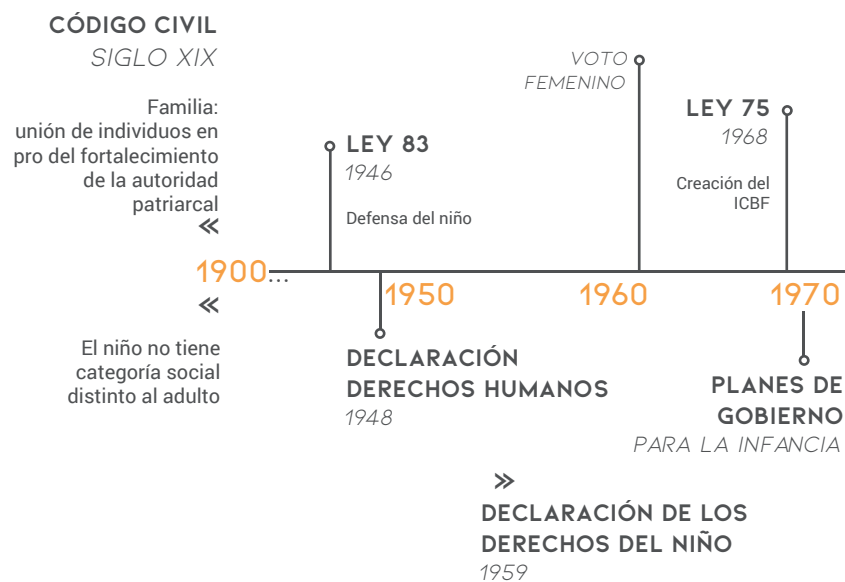 CÓDIGO CIVIL
SIGLO XIX
Familia:
unión de individuos en
pro del fortalecimiento
de la autoridad
patriarcal
«
1900...
«
El niño no tiene
categoría social
distinto al adulto
LEY 83
1946
Defensa del niño
1950
DECLARACIÓN
DERECHOS HUMANOS
1948
»
DECLARACIÓN DE LOS
DERECHOS DEL NIÑO
1959
VOTO
FEMENINO
1960
LEY 75
1968
Creación del
ICBF
1970
PLANES DE
GOBIERNO
PARA LA INFANCIA